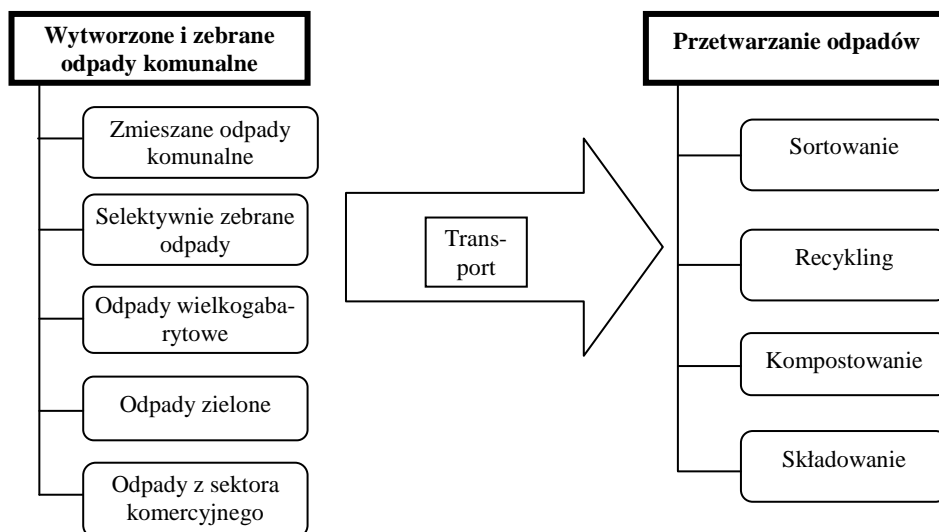 Wytworzone i zebrane
odpady komunalne
Zmieszane odpady
komunalne
Selektywnie zebrane
odpady
Odpady wielkogaba-
rytowe
Odpady zielone
Odpady z sektora
komercyjnego
Trans-
port
Przetwarzanie odpadów
Sortowanie
Recykling
Kompostowanie
Składowanie